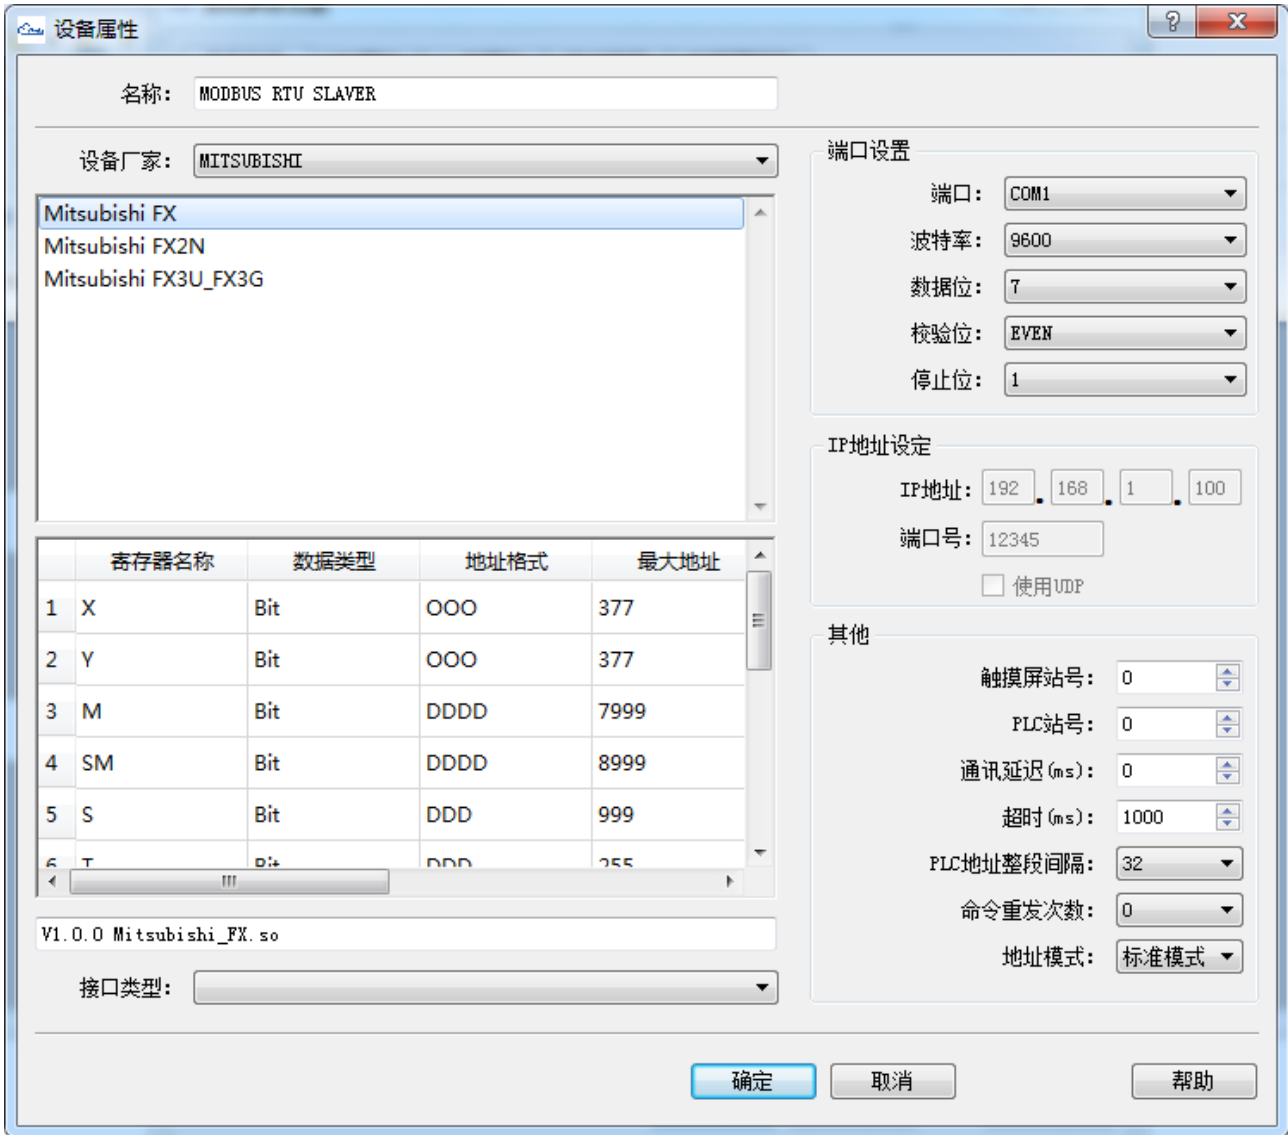 设备属性
名称: MODBUS RTU SLAVER
设备厂家: MITSUBISHI
Mitsubishi FX
Mitsubishi FX2N
Mitsubishi FX3U_FX3G
寄存器名称 数据类型 地址格式 最大地址
1 X Bit OOO 377
2 Y Bit OOO 377
3 M Bit DDDD 7999
4 SM Bit DDDD 8999
5 S Bit DDD 999
6 T Bit DDD 255
V1.0.0 Mitsubishi_FX.so
接口类型:
端口设置
端口: COM1
波特率: 9600
数据位: 7
校验位: EVEN
停止位: 1
IP地址设定
IP地址: 192 . 168 . 1 . 100
端口号: 12345
使用UDP
其他
触摸屏站号: 0
PLC站号: 0
通讯延迟(ms): 0
超时(ms): 1000
PLC地址整段间隔: 32
命令重发次数: 0
地址模式: 标准模式
确定 取消 帮助